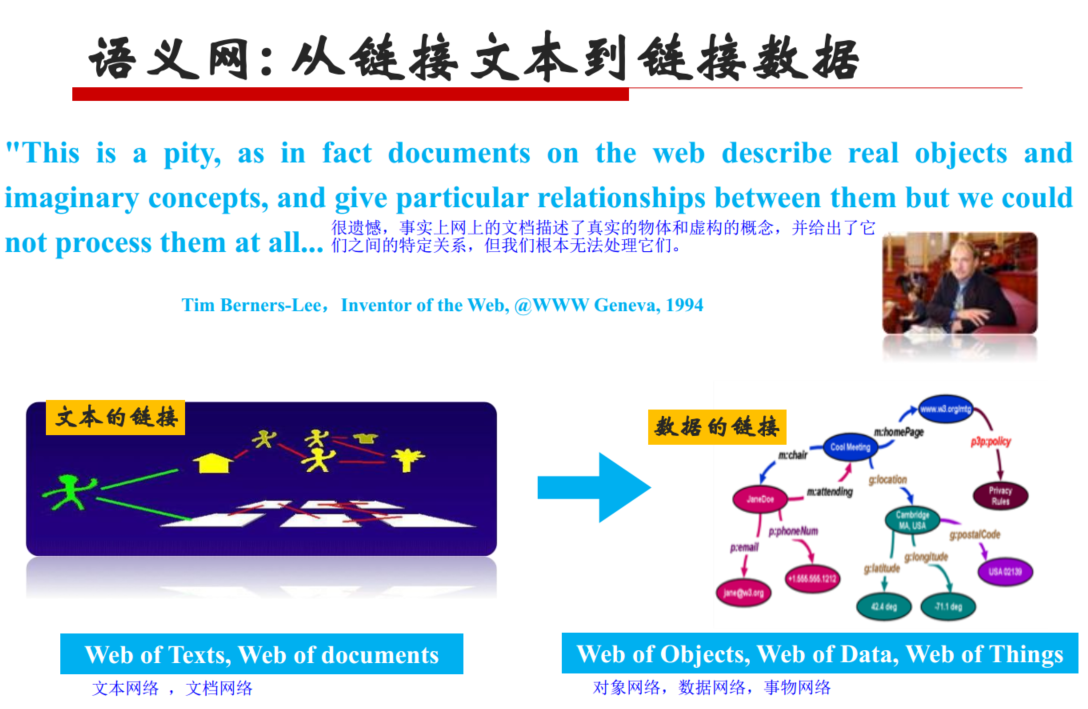 语义网:从链接文本到链接数据
"This is a pity, as in fact documents on the web describe real objects and
imaginary concepts, and give particular relationships between them but we could
not process them at all...
很遗憾，事实上网上的文档描述了真实的物体和虚构的概念，并给出了它
们之间的特定关系，但我们根本无法处理它们。
Tim Berners-Lee，Inventor of the Web, @WWW Geneva, 1994
文本的链接
数据的链接
www.w3.org/mtg
m:homePage
p3p:policy
Cool Meeting
m:chair
g:location
m:attending
JaneDoe
Privacy
Rules
Cambridge
MA, USA
p:phoneNum
g:postalCode
p:email
g:longitude
g:latitude
USA 02139
+1.555.555.1212
jane@w3.org
42.4 deg
-71.1 deg
Web of Texts, Web of documents
Web of Objects, Web of Data, Web of Things
文本网络 ，文档网络
对象网络，数据网络，事物网络